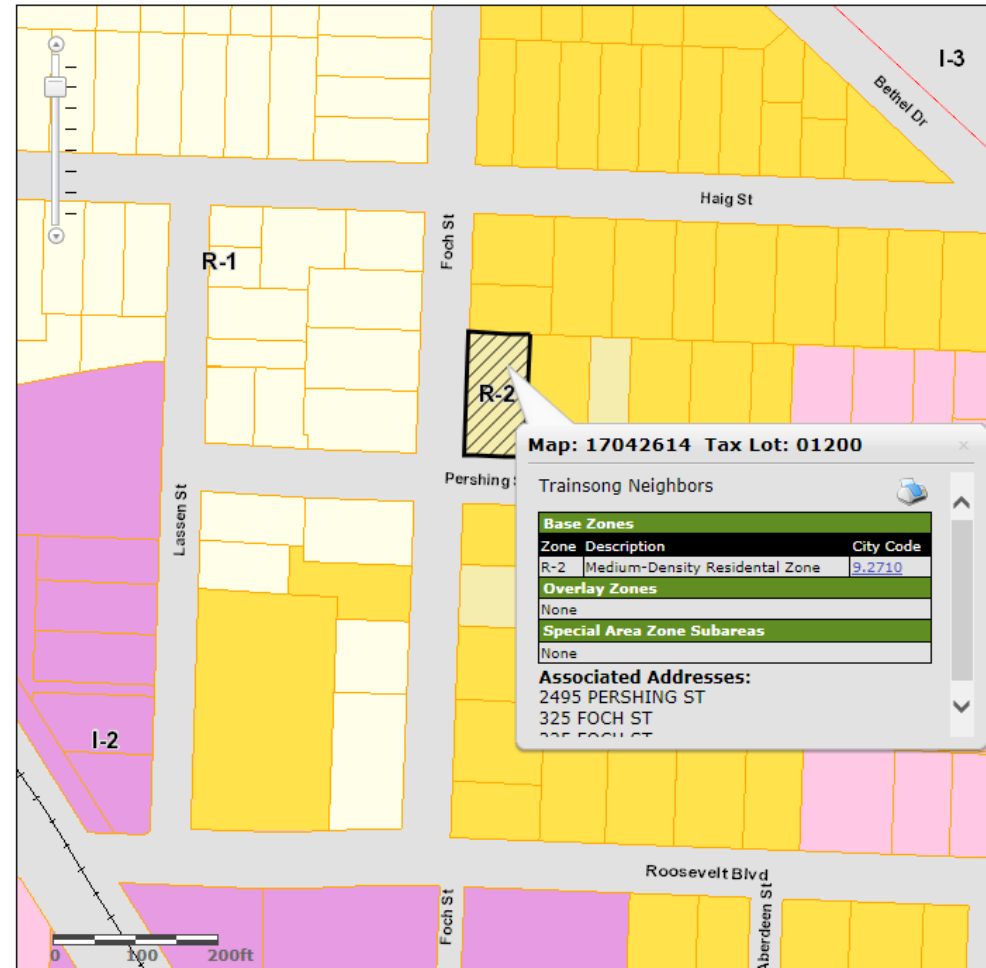 I-3
Bethel Dr
Haig St
Foch St
R-1
R-2
Map: 17042614 Tax Lot: 01200
×
Trainsong Neighbors
Base Zones
Zone Description City Code
R-2 Medium-Density Residental Zone 9.2710
Overlay Zones
None
Special Area Zone Subareas
None
Associated Addresses:
2495 PERSHING ST
325 FOCH ST
Pershing
Lassen St
I-2
Roosevelt Blvd
Foch St
Aberdeen St
0 100 200ft